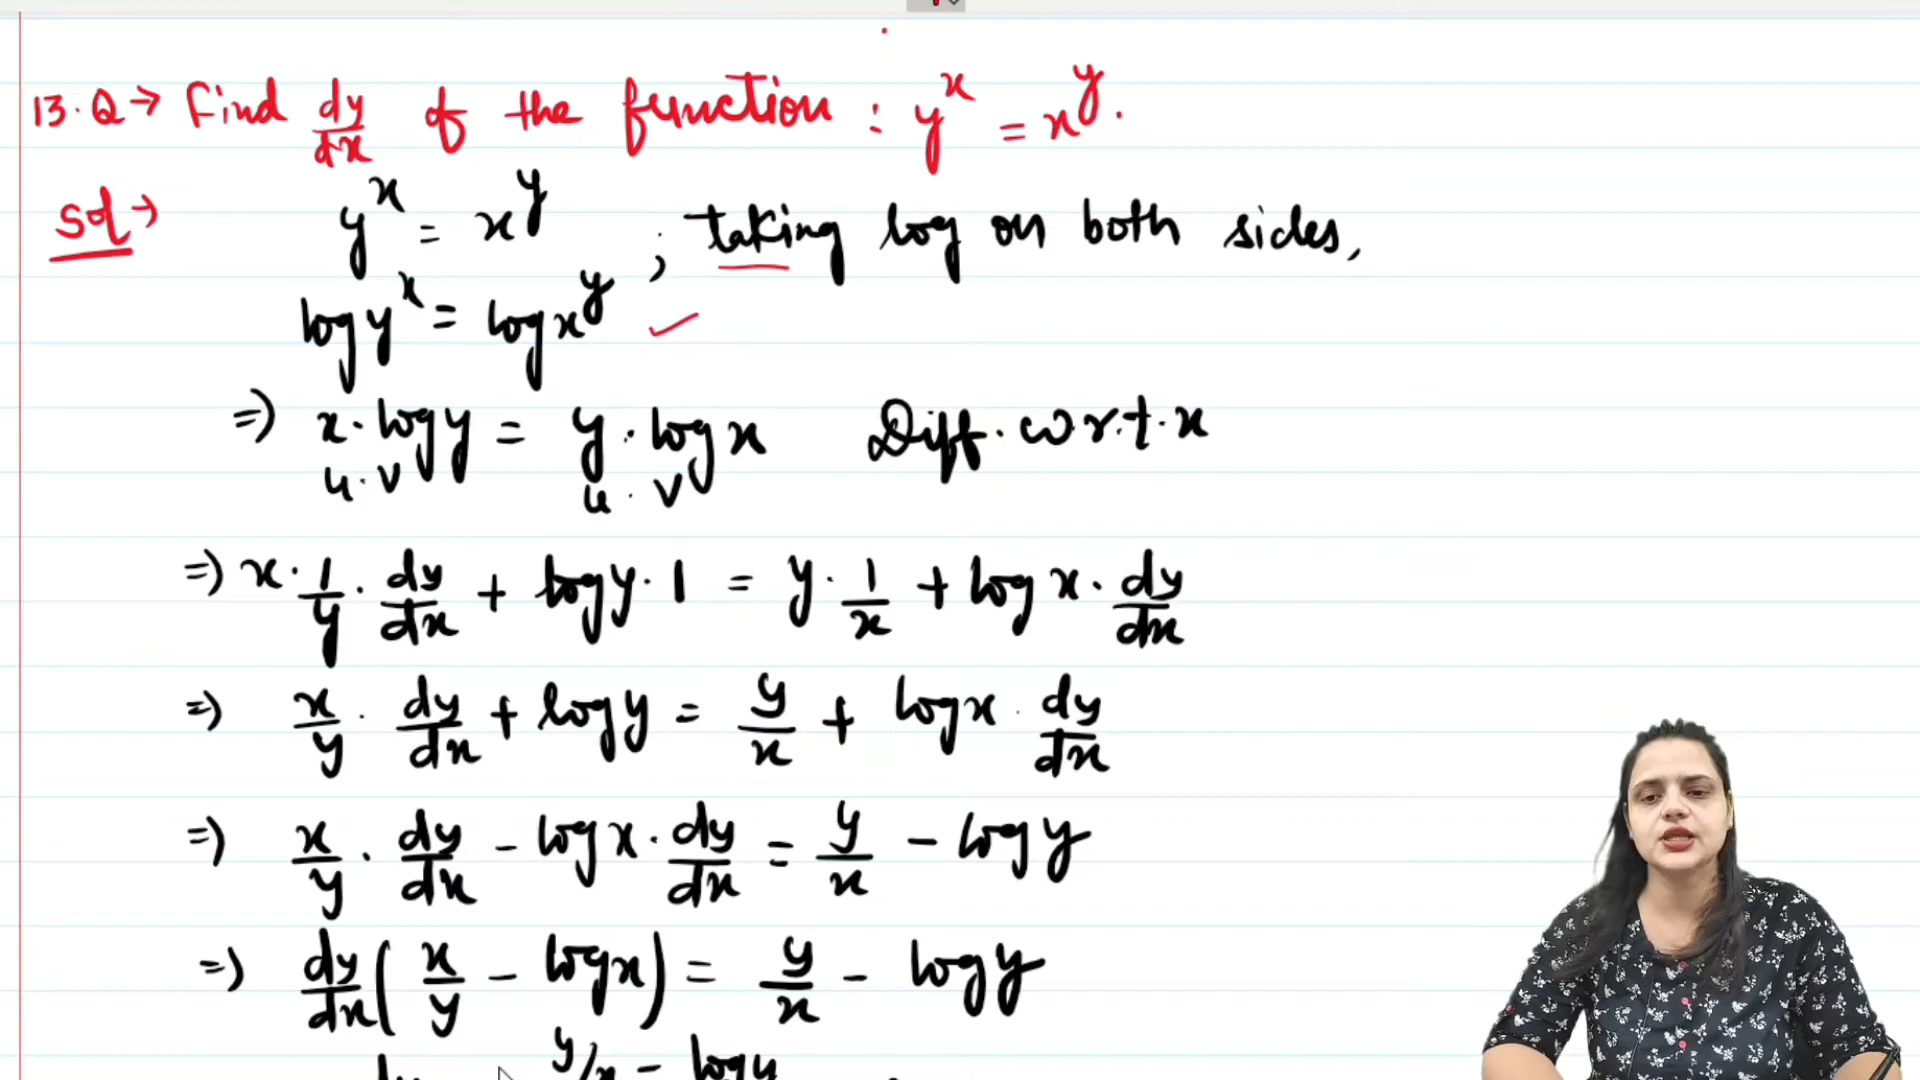 13. Q → Find dy/dx of the function : y^x = x^y.
Sol → y^x = x^y ; taking log on both sides,
log y^x = log x^y ✓
⇒ x · log y = y · log x Diff. w.r.t. x
u · v u · v
⇒ x · 1/y · dy/dx + log y · 1 = y · 1/x + log x · dy/dx
⇒ x/y · dy/dx + log y = y/x + log x · dy/dx
⇒ x/y · dy/dx − log x · dy/dx = y/x − log y
⇒ dy/dx ( x/y − log x ) = y/x − log y
y/x − log y